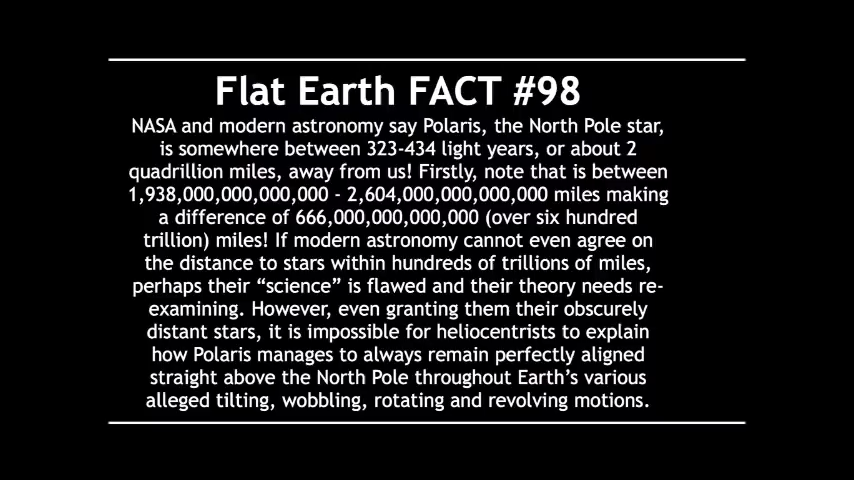 Flat Earth FACT #98
NASA and modern astronomy say Polaris, the North Pole star,
is somewhere between 323-434 light years, or about 2
quadrillion miles, away from us! Firstly, note that is between
1,938,000,000,000,000 - 2,604,000,000,000,000 miles making
a difference of 666,000,000,000,000 (over six hundred
trillion) miles! If modern astronomy cannot even agree on
the distance to stars within hundreds of trillions of miles,
perhaps their “science” is flawed and their theory needs re-
examining. However, even granting them their obscurely
distant stars, it is impossible for heliocentrists to explain
how Polaris manages to always remain perfectly aligned
straight above the North Pole throughout Earth’s various
alleged tilting, wobbling, rotating and revolving motions.